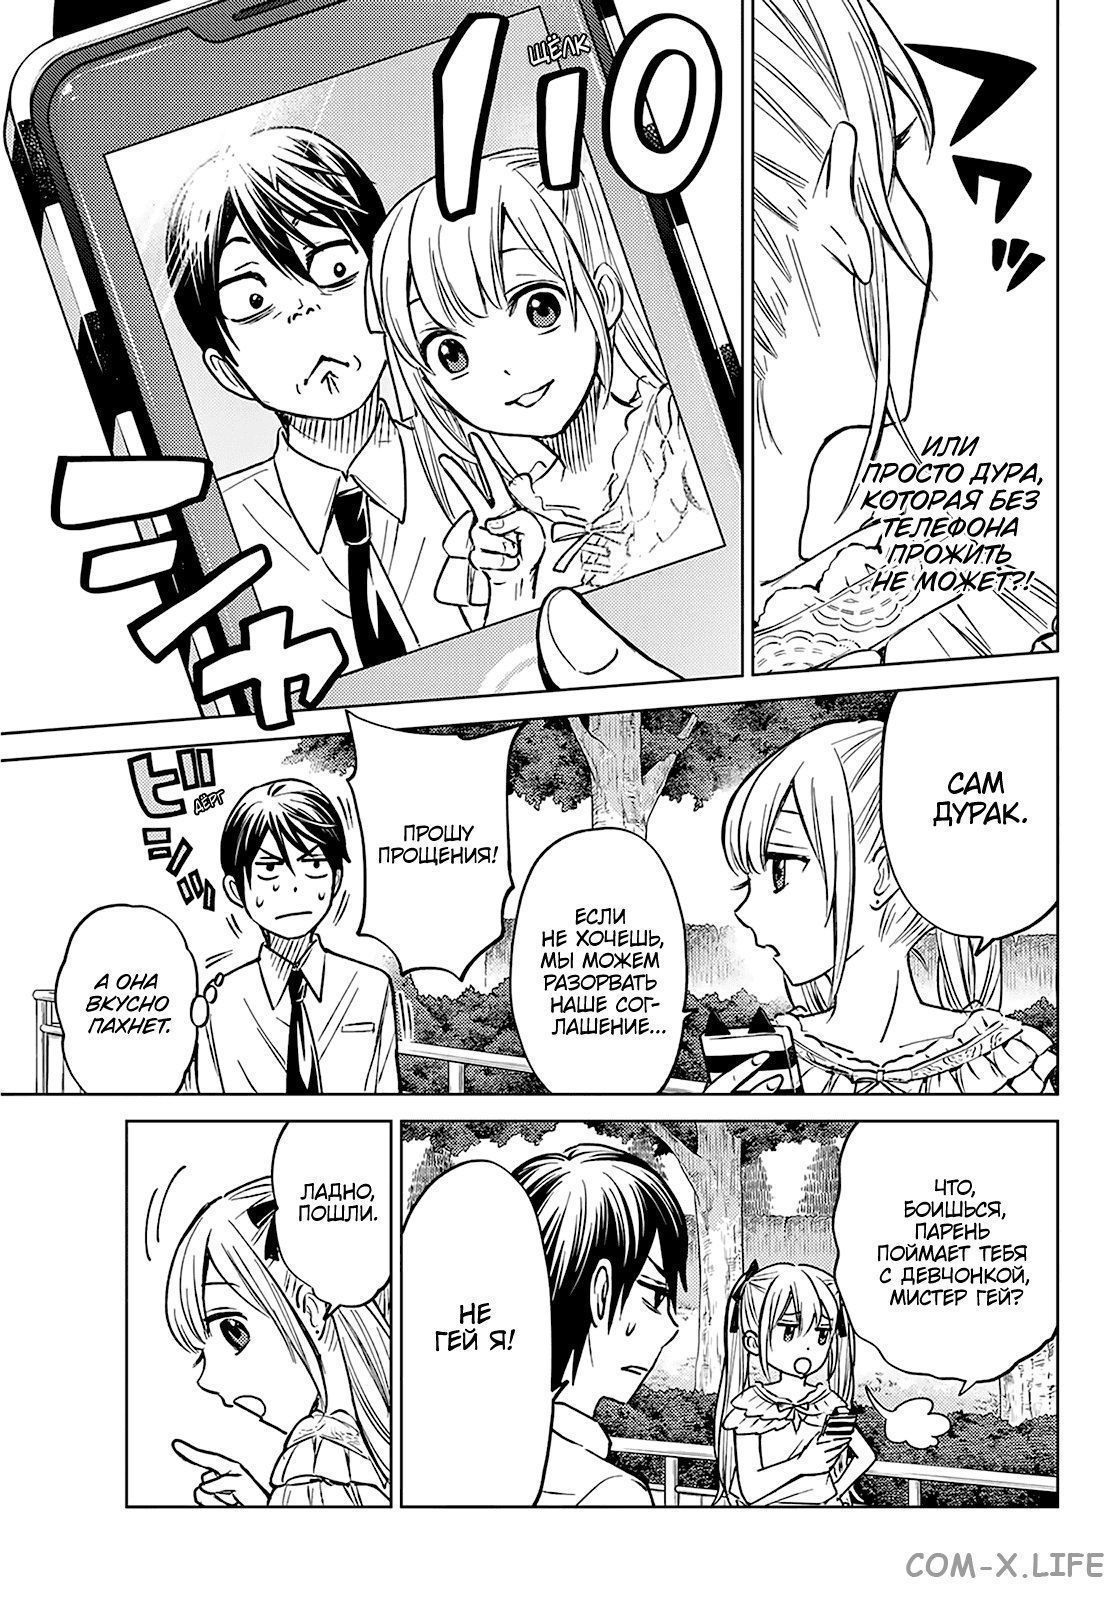 ИЛИ
ПРОСТО ДУРА,
КОТОРАЯ БЕЗ
ТЕЛЕФОНА
ПРОЖИТЬ
НЕ МОЖЕТ?!
ЩЁЛК
シャ
САМ
ДУРАК.
ЕСЛИ
НЕ ХОЧЕШЬ,
МЫ МОЖЕМ
РАЗОРВАТЬ
НАШЕ СОГ-
ЛАШЕНИЕ...
ПРОШУ
ПРОЩЕНИЯ!
ДЁРГ
А ОНА
ВКУСНО
ПАХНЕТ.
ЧТО,
БОИШЬСЯ,
ПАРЕНЬ
ПОЙМАЕТ ТЕБЯ
С ДЕВЧОНКОЙ,
МИСТЕР ГЕЙ?
НЕ
ГЕЙ Я!
ЛАДНО,
ПОШЛИ.
COM-X.LIFE